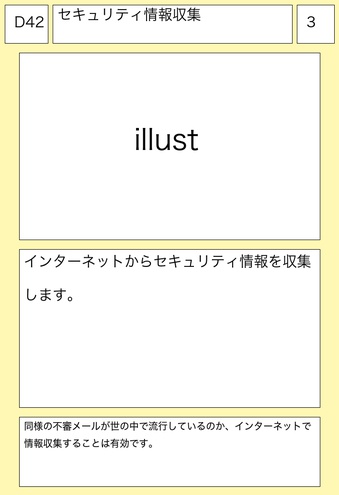 D42
セキュリティ情報収集
3
illust
インターネットからセキュリティ情報を収集
します。
同様の不審メールが世の中で流行しているのか、インターネットで
情報収集することは有効です。